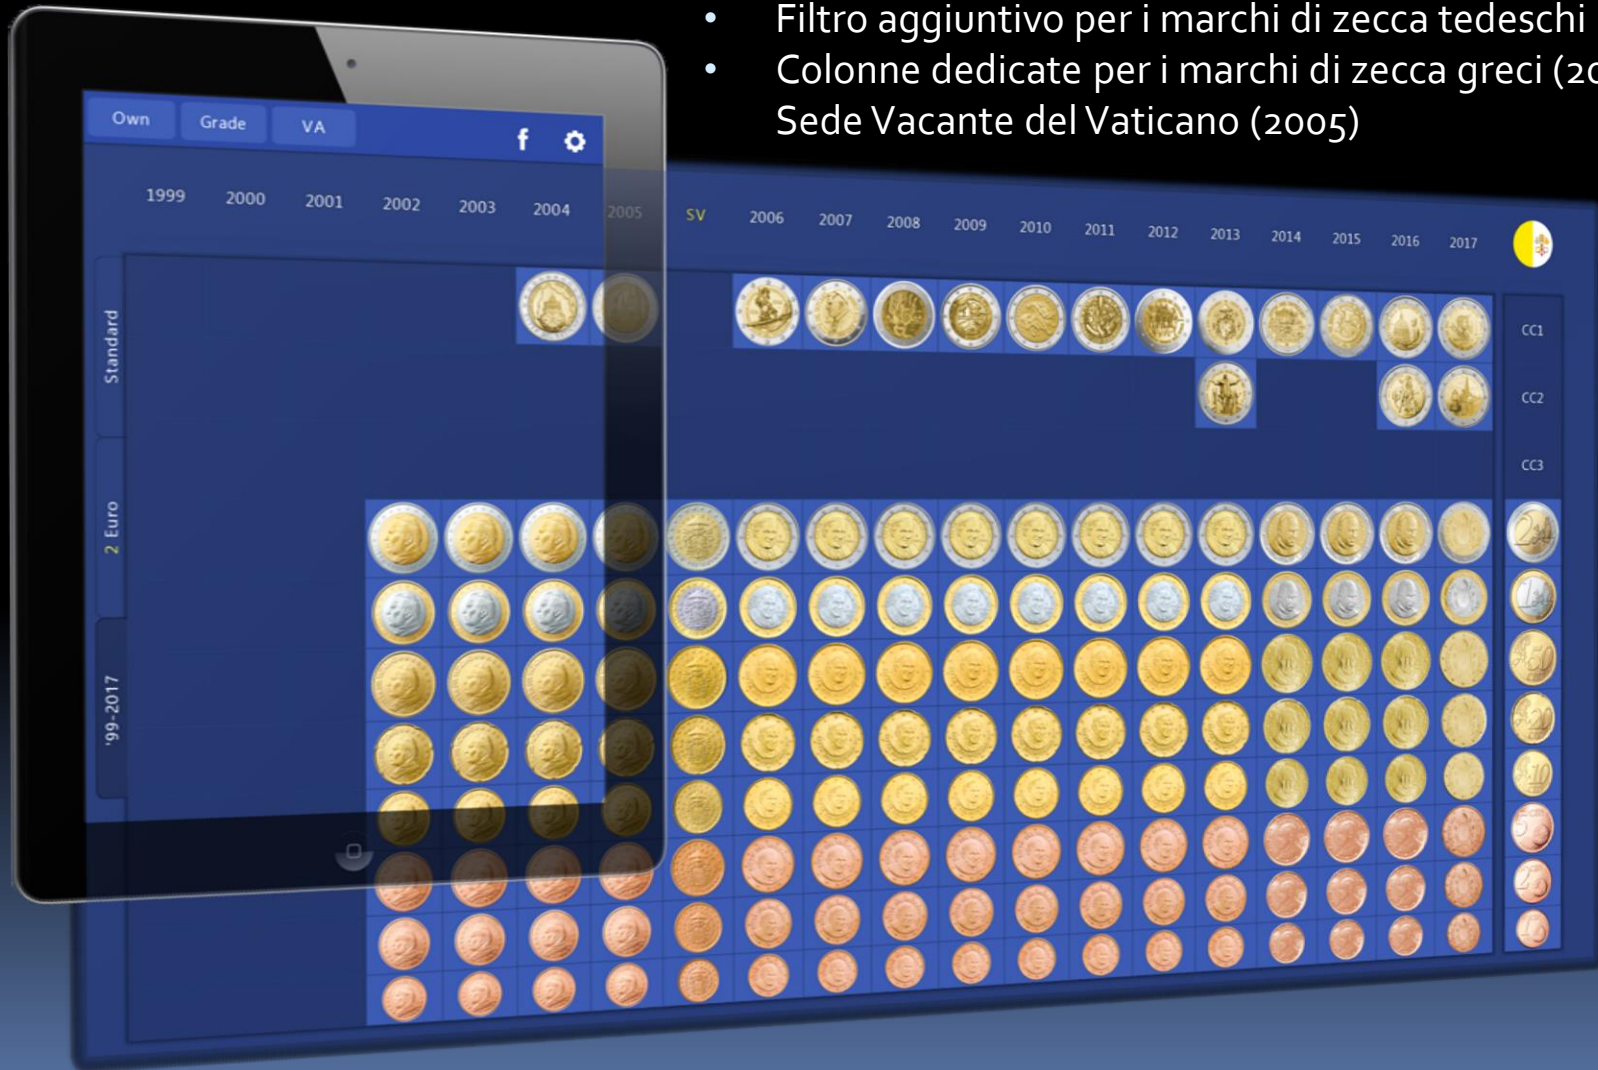 • Filtro aggiuntivo per i marchi di zecca tedeschi
• Colonne dedicate per i marchi di zecca greci (20
Sede Vacante del Vaticano (2005)
Own Grade VA f
1999 2000 2001 2002 2003 2004 2005 SV 2006 2007 2008 2009 2010 2011 2012 2013 2014 2015 2016 2017
Standard
2 Euro
'99-2017
CC1
CC2
CC3